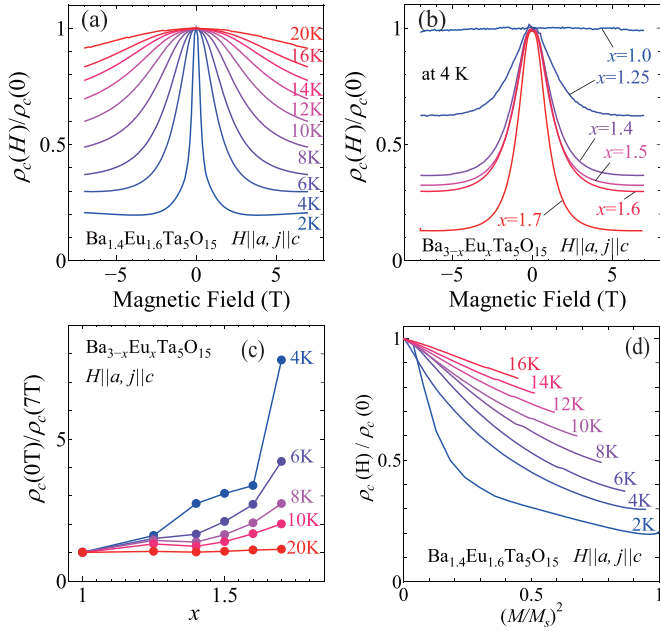 (a)
20K
16K
14K
12K
10K
8K
6K
4K
2K
ρc(H)/ρc(0)
1
0.5
0
Ba1.4Eu1.6Ta5O15 H||a, j||c
−5 0 5
Magnetic Field (T)
(b)
x=1.0
at 4 K
x=1.25
x=1.4
x=1.5
x=1.6
x=1.7
ρc(H)/ρc(0)
1
0.5
0
Ba3−xEuxTa5O15 H||a, j||c
−5 0 5
Magnetic Field (T)
Ba3−xEuxTa5O15
(c)
H||a, j||c
4K
6K
8K
10K
20K
ρc(0T)/ρc(7T)
5
0
1 1.5
x
(d)
16K
14K
12K
10K
8K
6K
4K
2K
ρc (H) / ρc (0)
1
0.5
0
Ba1.4Eu1.6Ta5O15 H||a, j||c
0 0.5 1
(M/Ms)2